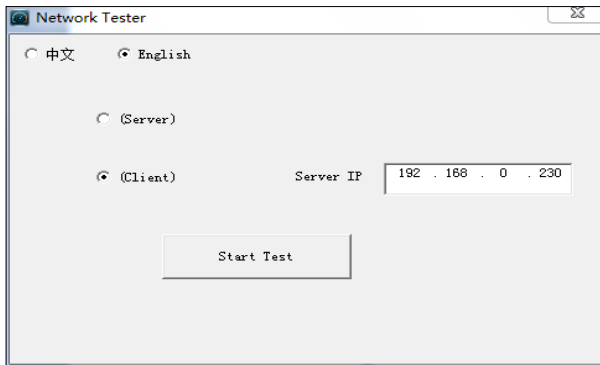 Network Tester
中文 English
(Server)
(Client) Server IP 192 . 168 . 0 . 230
Start Test